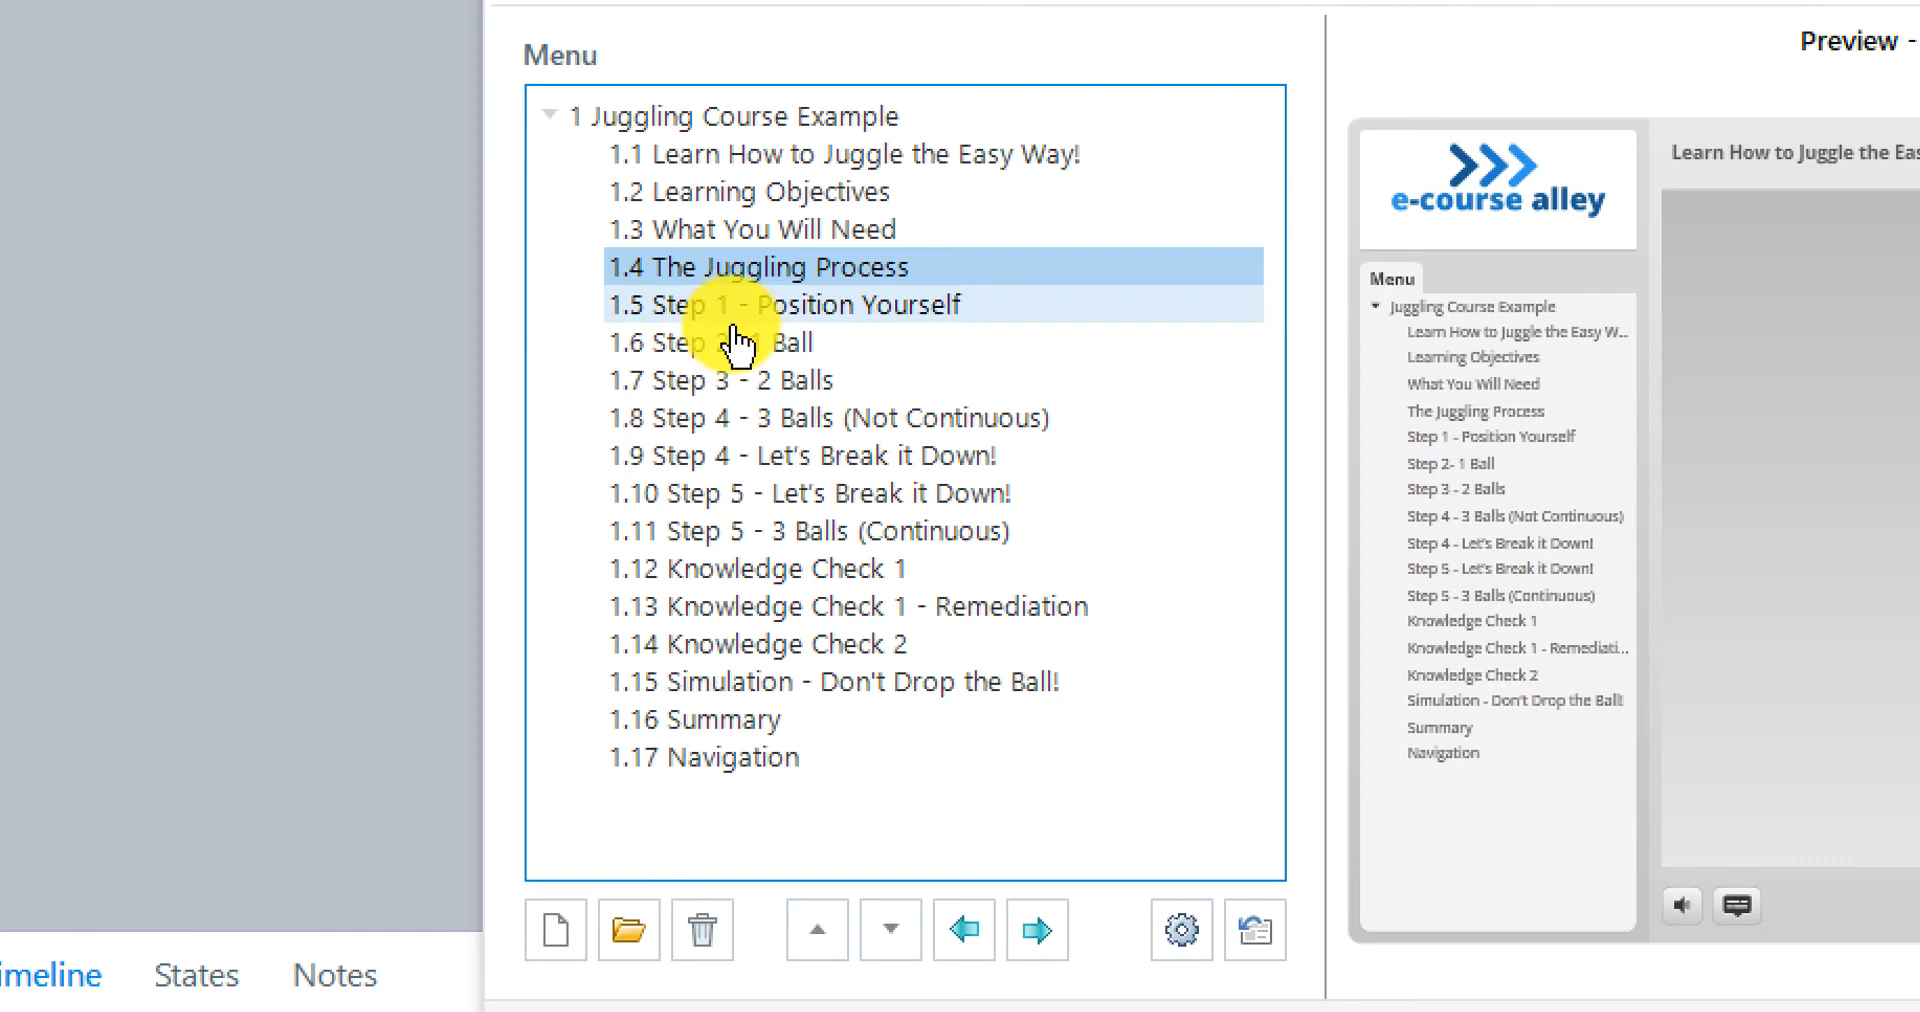 Menu
1 Juggling Course Example
1.1 Learn How to Juggle the Easy Way!
1.2 Learning Objectives
1.3 What You Will Need
1.4 The Juggling Process
1.5 Step 1 - Position Yourself
1.6 Step 2- 1 Ball
1.7 Step 3 - 2 Balls
1.8 Step 4 - 3 Balls (Not Continuous)
1.9 Step 4 - Let's Break it Down!
1.10 Step 5 - Let's Break it Down!
1.11 Step 5 - 3 Balls (Continuous)
1.12 Knowledge Check 1
1.13 Knowledge Check 1 - Remediation
1.14 Knowledge Check 2
1.15 Simulation - Don't Drop the Ball!
1.16 Summary
1.17 Navigation
imeline States Notes
Preview -
e-course alley
Learn How to Juggle the Eas
Menu
Juggling Course Example
Learn How to Juggle the Easy W...
Learning Objectives
What You Will Need
The Juggling Process
Step 1 - Position Yourself
Step 2- 1 Ball
Step 3 - 2 Balls
Step 4 - 3 Balls (Not Continuous)
Step 4 - Let's Break it Down!
Step 5 - Let's Break it Down!
Step 5 - 3 Balls (Continuous)
Knowledge Check 1
Knowledge Check 1 - Remediati...
Knowledge Check 2
Simulation - Don't Drop the Ball!
Summary
Navigation